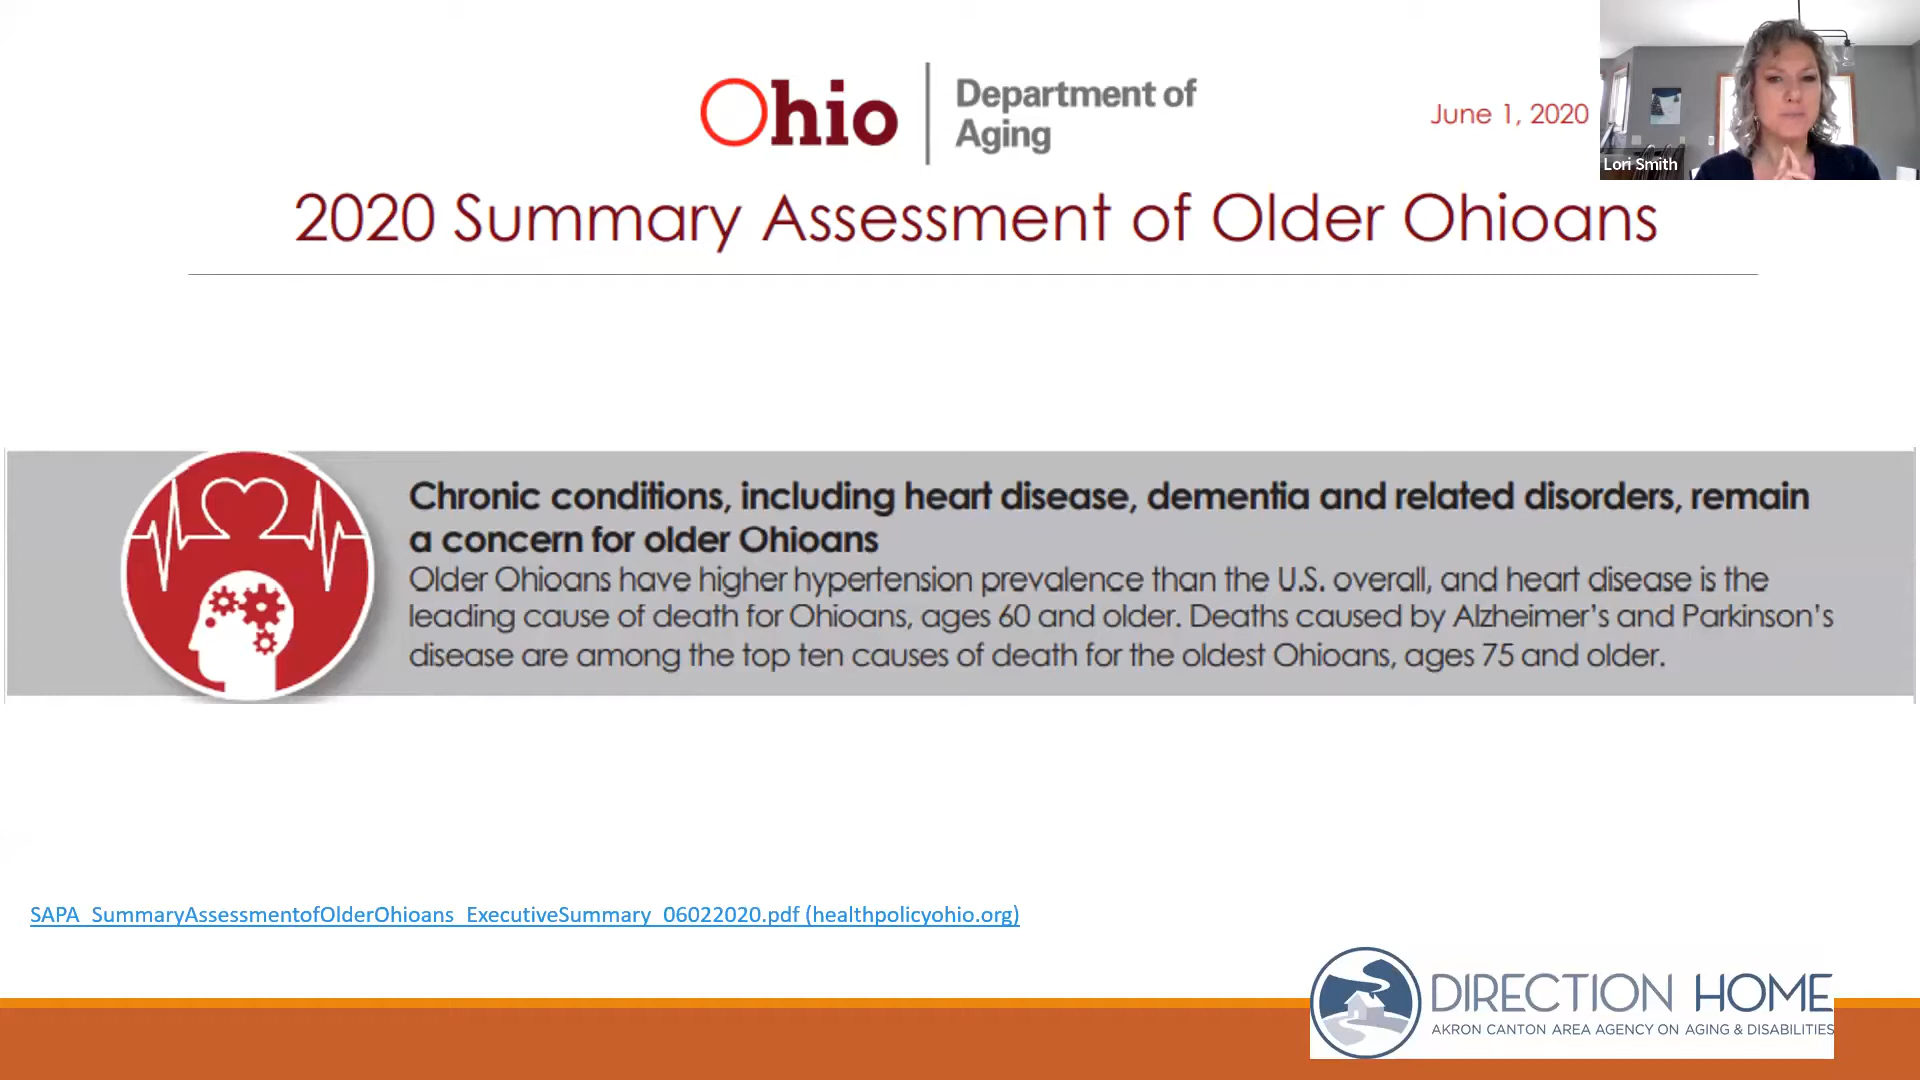 Ohio
Department of
Aging
June 1, 2020
Lori Smith
2020 Summary Assessment of Older Ohioans
Chronic conditions, including heart disease, dementia and related disorders, remain
a concern for older Ohioans
Older Ohioans have higher hypertension prevalence than the U.S. overall, and heart disease is the
leading cause of death for Ohioans, ages 60 and older. Deaths caused by Alzheimer's and Parkinson's
disease are among the top ten causes of death for the oldest Ohioans, ages 75 and older.
SAPA_SummaryAssessmentofOlderOhioans_ExecutiveSummary_06022020.pdf (healthpolicyohio.org)
DIRECTION HOME
AKRON CANTON AREA AGENCY ON AGING & DISABILITIES